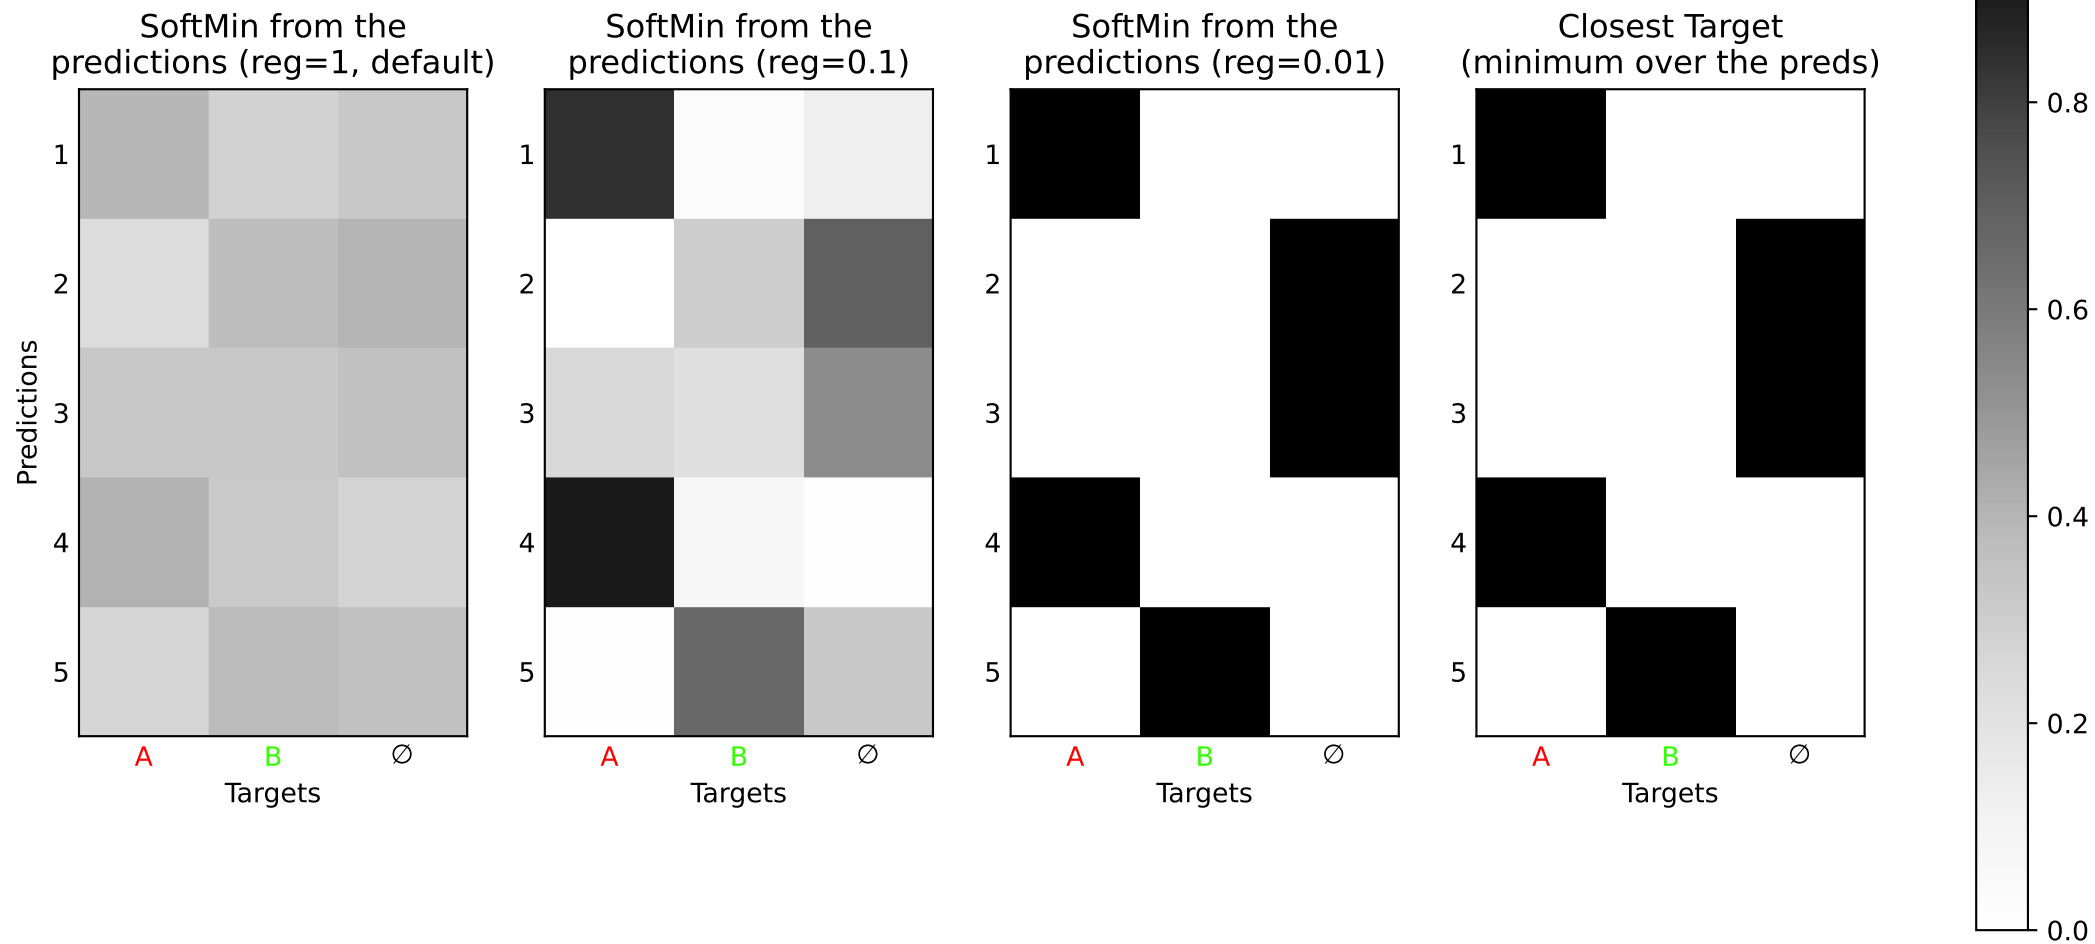 SoftMin from the
predictions (reg=1, default)
SoftMin from the
predictions (reg=0.1)
SoftMin from the
predictions (reg=0.01)
Closest Target
(minimum over the preds)
Predictions
1
2
3
4
5
A B ∅
Targets
1
2
3
4
5
A B ∅
Targets
1
2
3
4
5
A B ∅
Targets
1
2
3
4
5
A B ∅
Targets
0.8
0.6
0.4
0.2
0.0